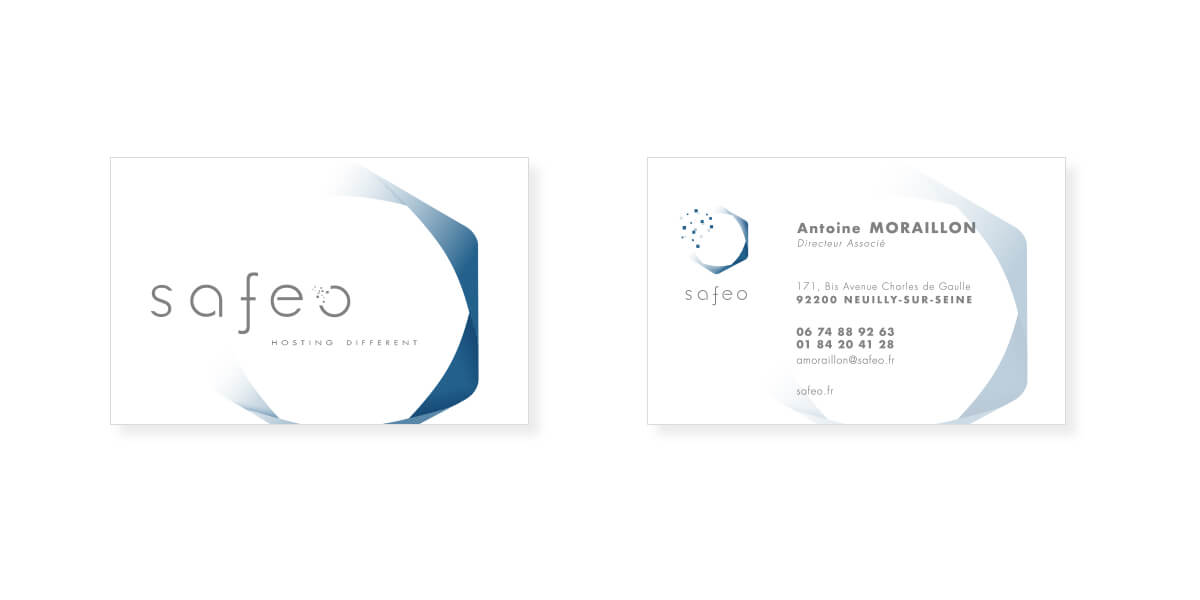 safeo
HOSTING DIFFERENT
safeo
Antoine MORAILLON
Directeur Associé
171, Bis Avenue Charles de Gaulle
92200 NEUILLY-SUR-SEINE
06 74 88 92 63
01 84 20 41 28
amoraillon@safeo.fr
safeo.fr